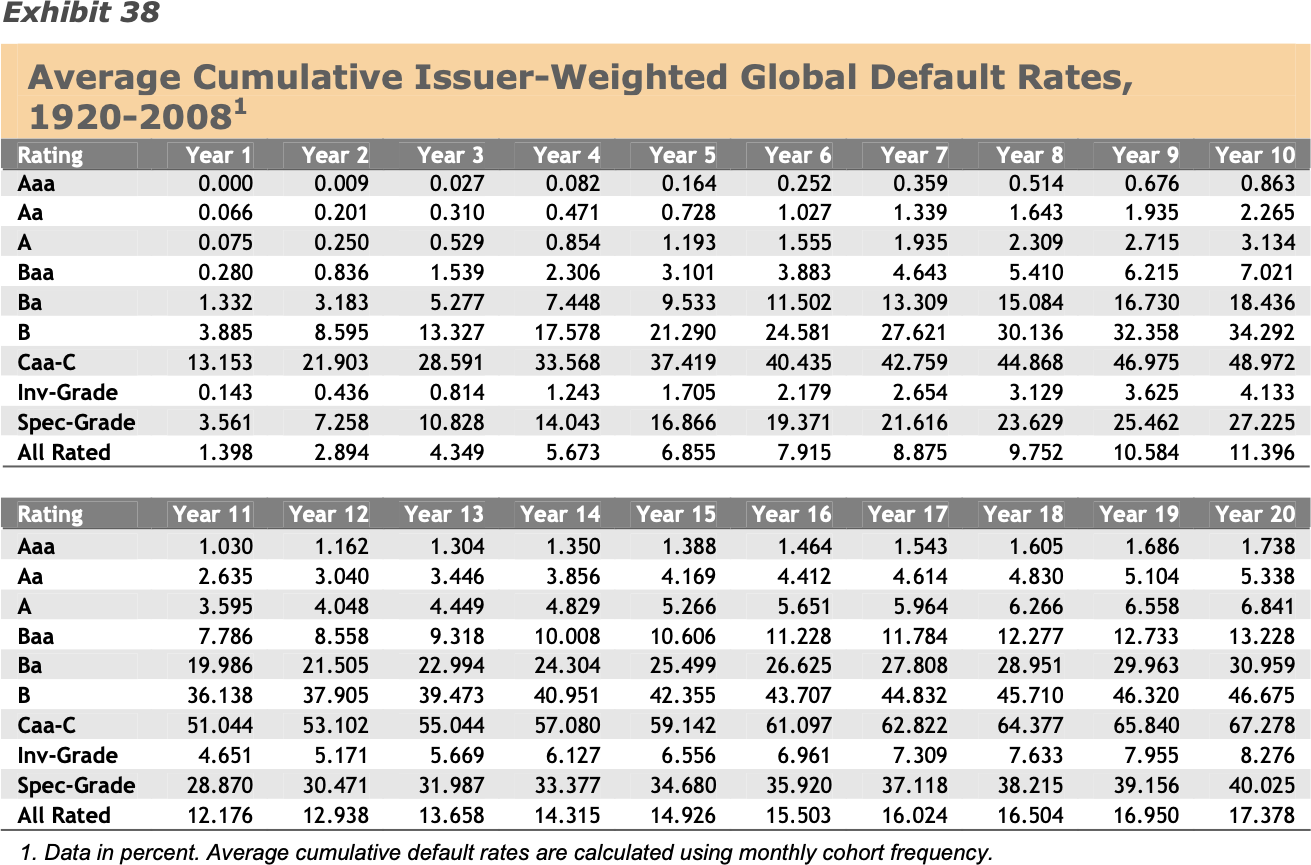 Exhibit 38
Average Cumulative Issuer-Weighted Global Default Rates,
1920-2008¹
Rating Year 1 Year 2 Year 3 Year 4 Year 5 Year 6 Year 7 Year 8 Year 9 Year 10
Aaa 0.000 0.009 0.027 0.082 0.164 0.252 0.359 0.514 0.676 0.863
Aa 0.066 0.201 0.310 0.471 0.728 1.027 1.339 1.643 1.935 2.265
A 0.075 0.250 0.529 0.854 1.193 1.555 1.935 2.309 2.715 3.134
Baa 0.280 0.836 1.539 2.306 3.101 3.883 4.643 5.410 6.215 7.021
Ba 1.332 3.183 5.277 7.448 9.533 11.502 13.309 15.084 16.730 18.436
B 3.885 8.595 13.327 17.578 21.290 24.581 27.621 30.136 32.358 34.292
Caa-C 13.153 21.903 28.591 33.568 37.419 40.435 42.759 44.868 46.975 48.972
Inv-Grade 0.143 0.436 0.814 1.243 1.705 2.179 2.654 3.129 3.625 4.133
Spec-Grade 3.561 7.258 10.828 14.043 16.866 19.371 21.616 23.629 25.462 27.225
All Rated 1.398 2.894 4.349 5.673 6.855 7.915 8.875 9.752 10.584 11.396
Rating Year 11 Year 12 Year 13 Year 14 Year 15 Year 16 Year 17 Year 18 Year 19 Year 20
Aaa 1.030 1.162 1.304 1.350 1.388 1.464 1.543 1.605 1.686 1.738
Aa 2.635 3.040 3.446 3.856 4.169 4.412 4.614 4.830 5.104 5.338
A 3.595 4.048 4.449 4.829 5.266 5.651 5.964 6.266 6.558 6.841
Baa 7.786 8.558 9.318 10.008 10.606 11.228 11.784 12.277 12.733 13.228
Ba 19.986 21.505 22.994 24.304 25.499 26.625 27.808 28.951 29.963 30.959
B 36.138 37.905 39.473 40.951 42.355 43.707 44.832 45.710 46.320 46.675
Caa-C 51.044 53.102 55.044 57.080 59.142 61.097 62.822 64.377 65.840 67.278
Inv-Grade 4.651 5.171 5.669 6.127 6.556 6.961 7.309 7.633 7.955 8.276
Spec-Grade 28.870 30.471 31.987 33.377 34.680 35.920 37.118 38.215 39.156 40.025
All Rated 12.176 12.938 13.658 14.315 14.926 15.503 16.024 16.504 16.950 17.378
1. Data in percent. Average cumulative default rates are calculated using monthly cohort frequency.